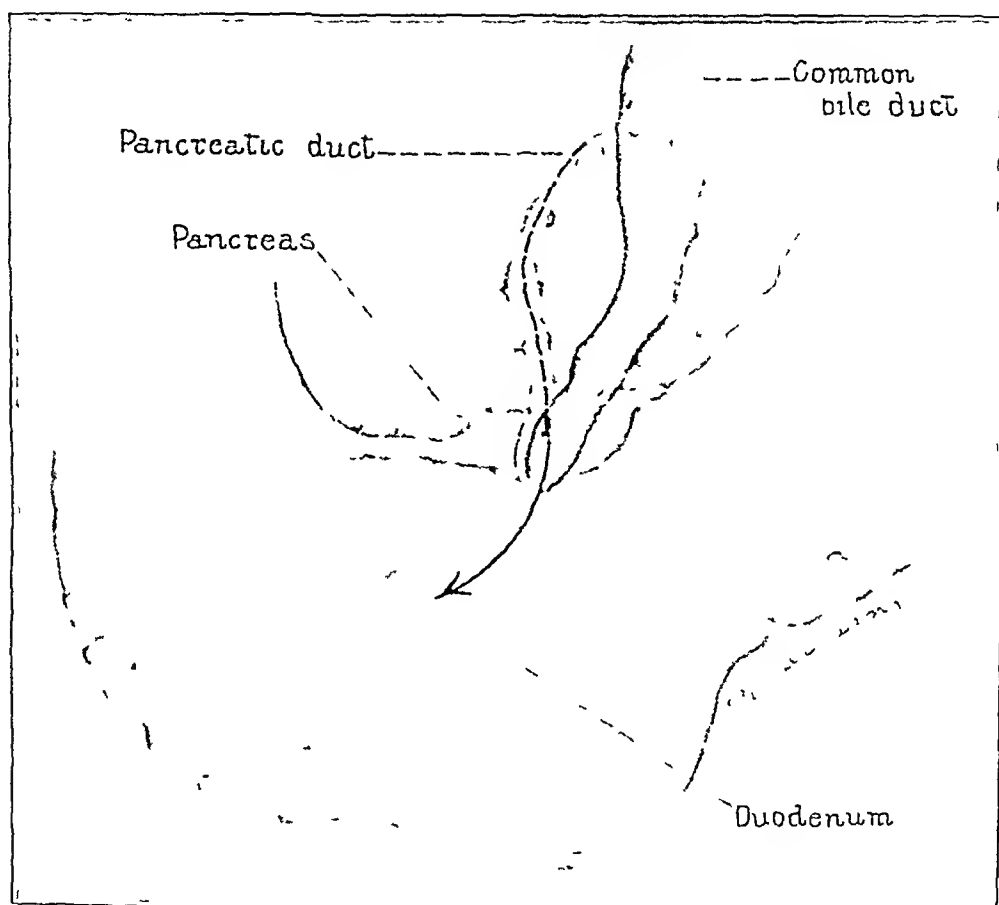 Common
bile duct
Pancreatic duct
Pancreas
Duodenum